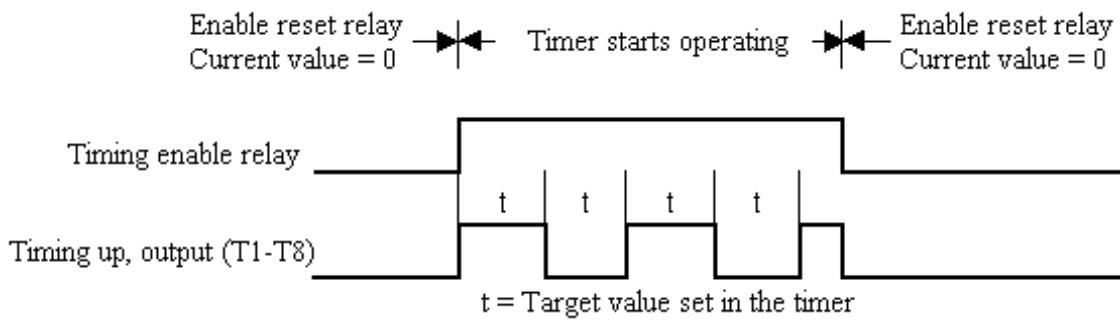 Enable reset relay
Current value = 0
Timer starts operating
Enable reset relay
Current value = 0
Timing enable relay
t
t
t
t
Timing up, output (T1-T8)
t = Target value set in the timer